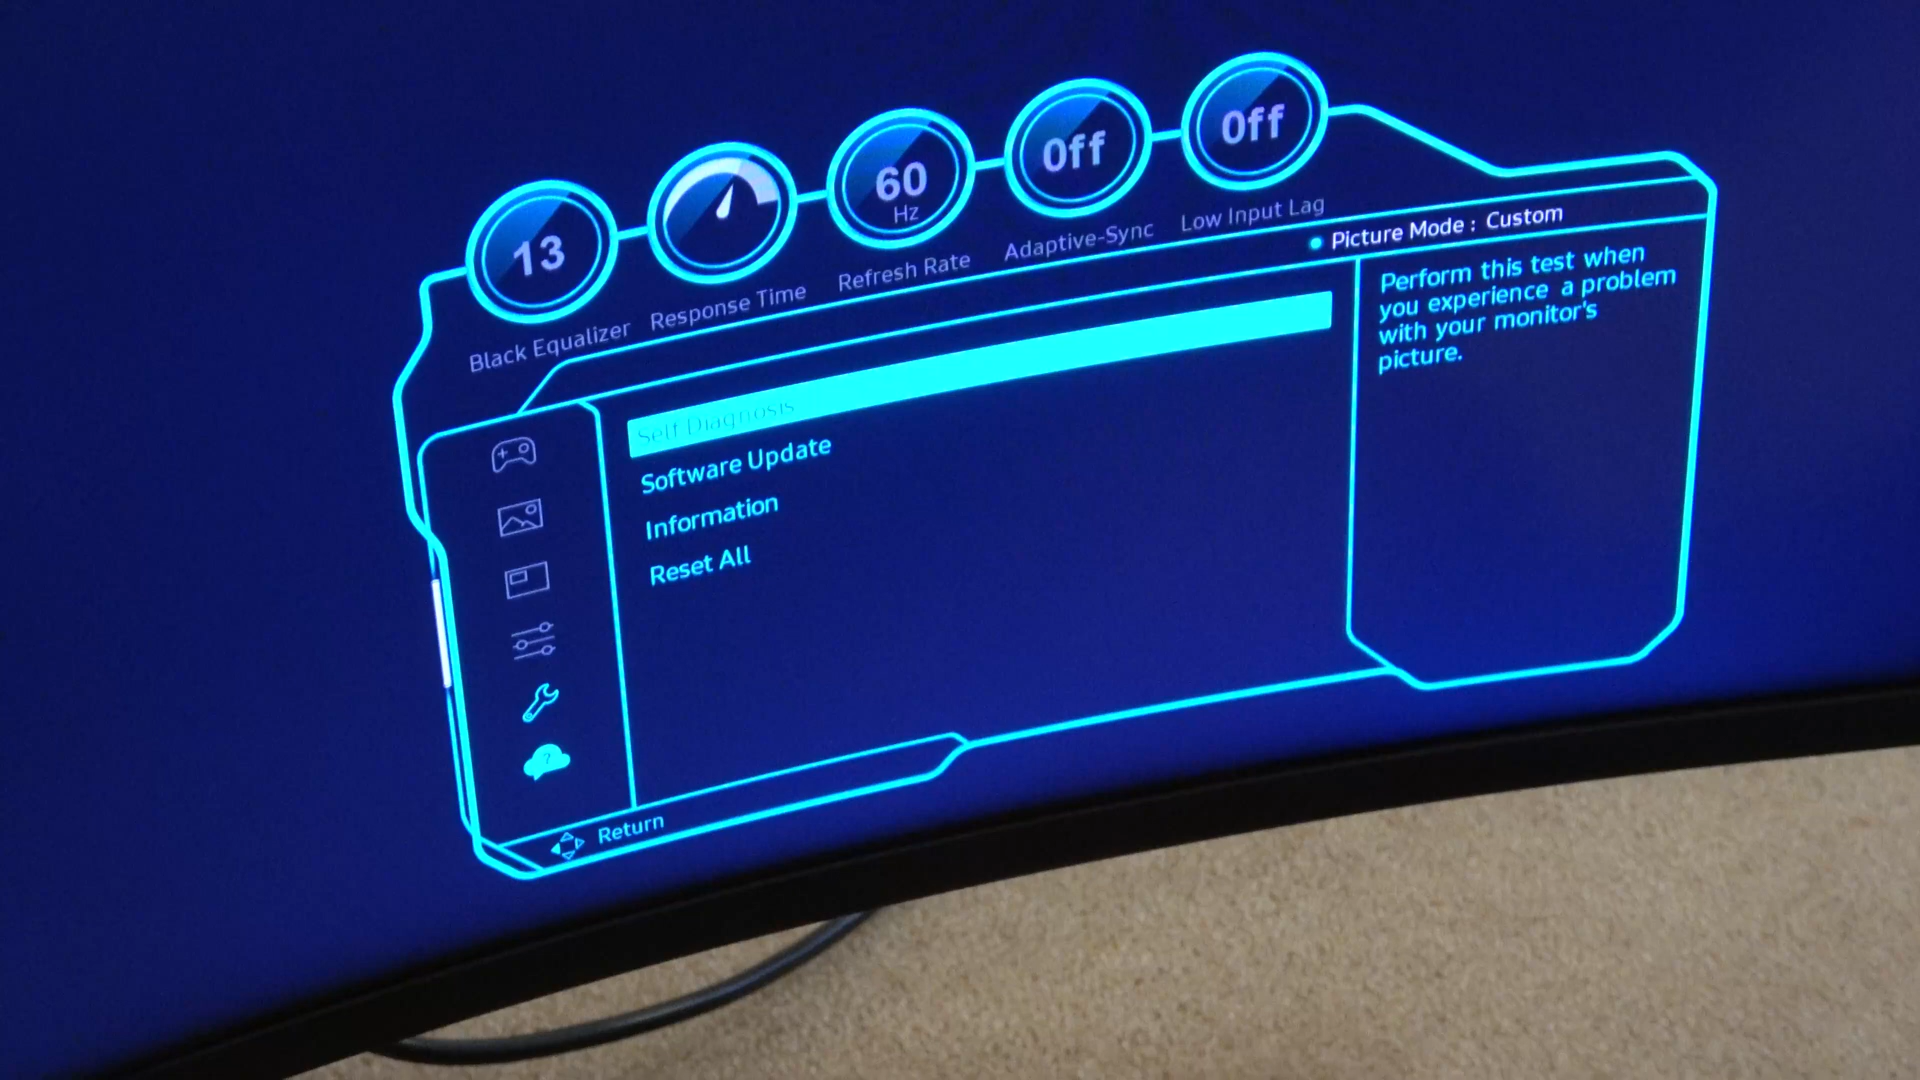 13
60
Hz
Off
Off
Black Equalizer
Response Time
Refresh Rate
Adaptive-Sync
Low Input Lag
Picture Mode : Custom
Self Diagnosis
Software Update
Information
Reset All
Perform this test when
you experience a problem
with your monitor's
picture.
?
Return